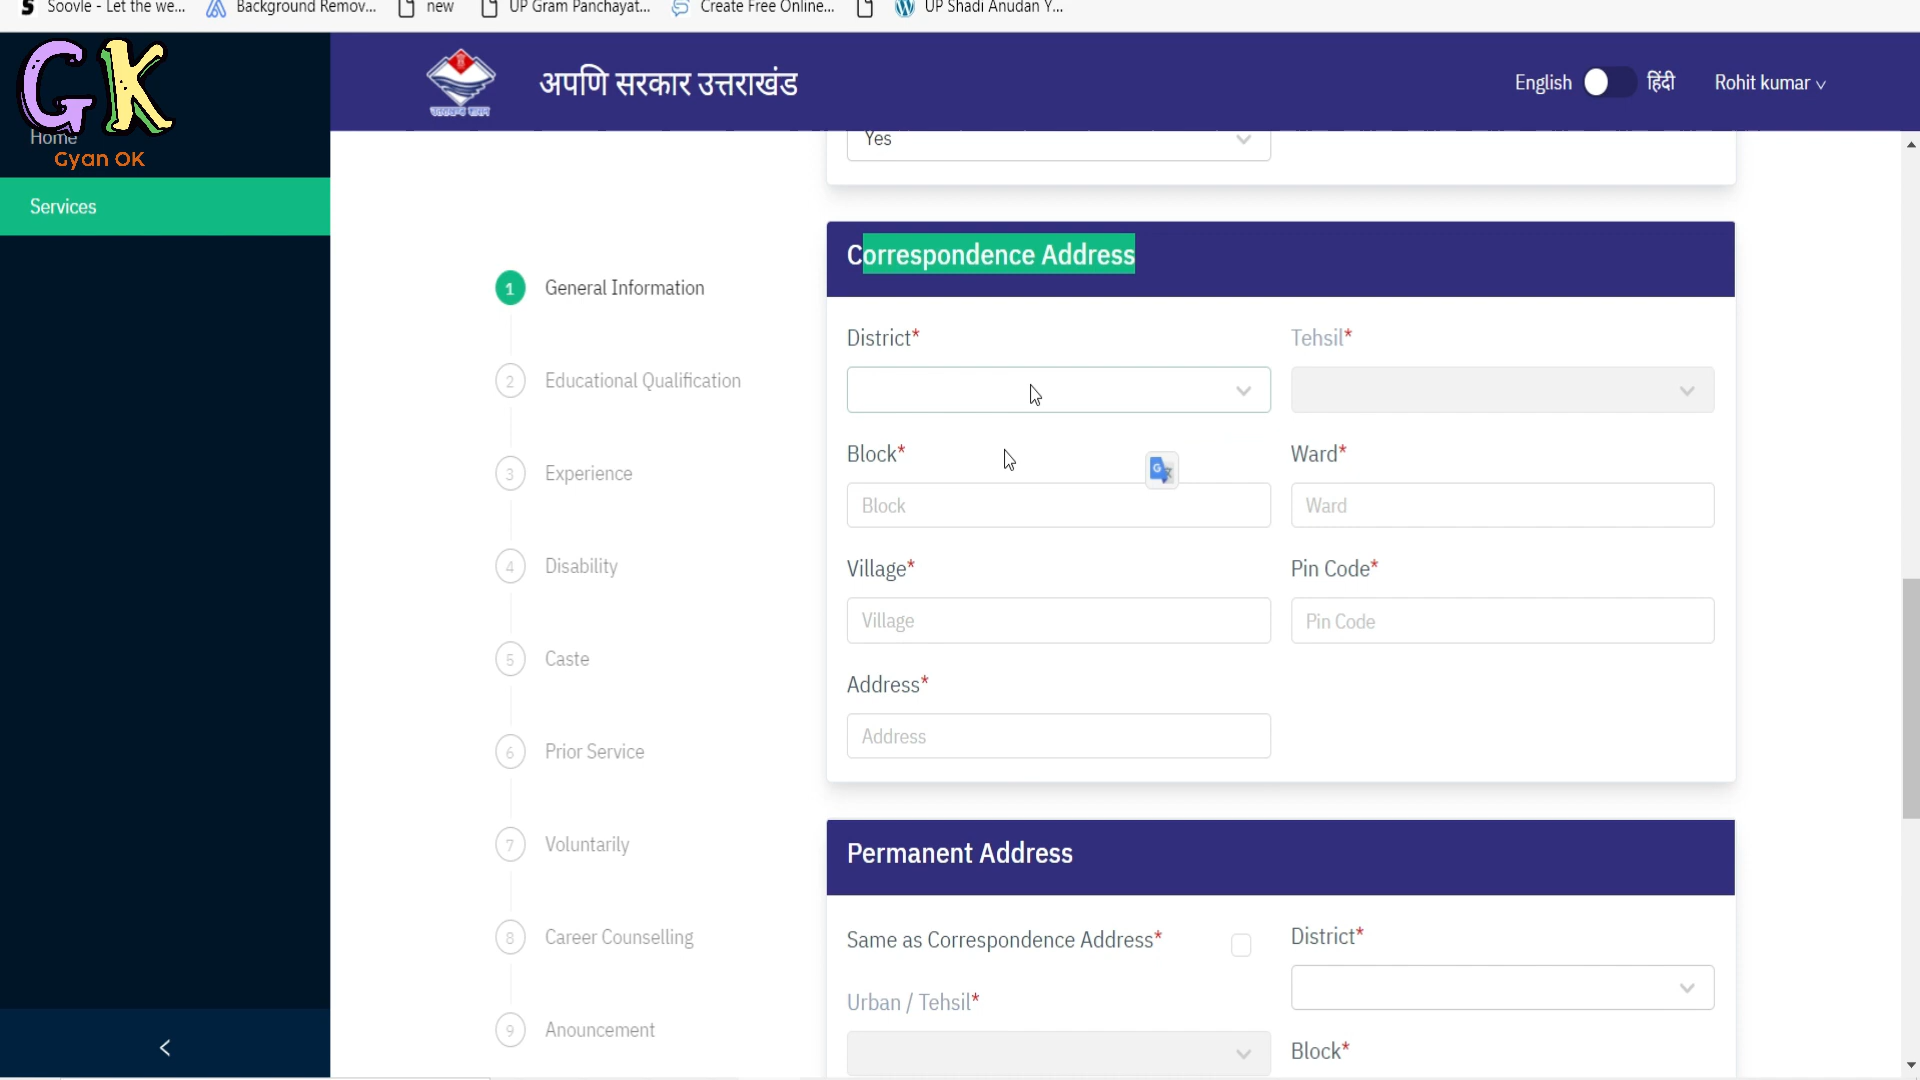 Soovle - Let the we...
Background Remov...
new
UP Gram Panchayat...
Create Free Online...
UP Shadi Anudan Y...
GK
Gyan OK
Home
Services
अपणि सरकार उत्तराखंड
English
हिंदी
Rohit kumar
1 General Information
2 Educational Qualification
3 Experience
4 Disability
5 Caste
6 Prior Service
7 Voluntarily
8 Career Counselling
9 Anouncement
Yes
Correspondence Address
District*
Tehsil*
Block*
Ward*
Block
Ward
Village*
Pin Code*
Village
Pin Code
Address*
Address
Permanent Address
Same as Correspondence Address*
District*
Urban / Tehsil*
Block*